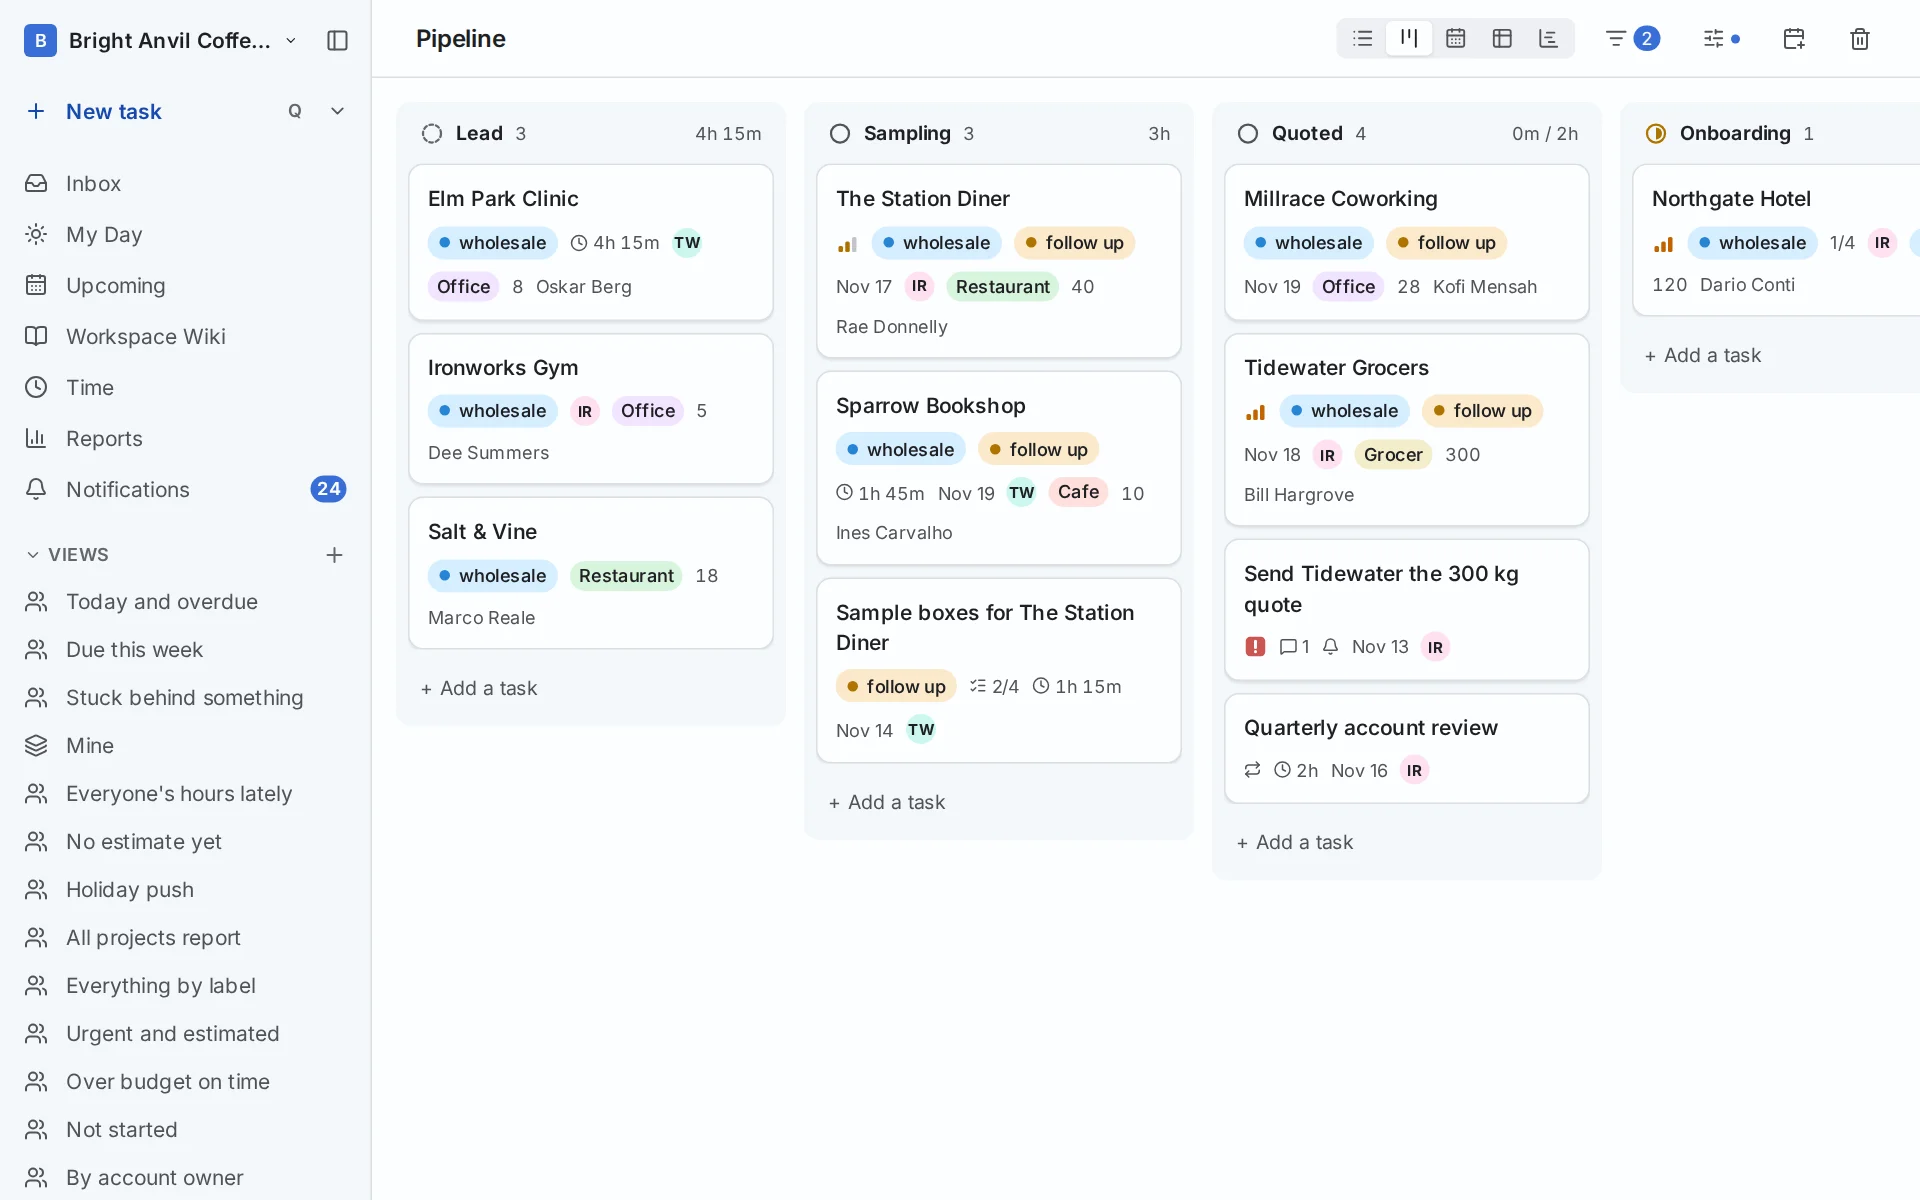 B Bright Anvil Coffe...
New task Q
Inbox
My Day
Upcoming
Workspace Wiki
Time
Reports
Notifications 24
VIEWS
Today and overdue
Due this week
Stuck behind something
Mine
Everyone's hours lately
No estimate yet
Holiday push
All projects report
Everything by label
Urgent and estimated
Over budget on time
Not started
By account owner
Pipeline
2
Lead 3 4h 15m
Elm Park Clinic
wholesale 4h 15m TW
Office 8 Oskar Berg
Ironworks Gym
wholesale IR Office 5
Dee Summers
Salt & Vine
wholesale Restaurant 18
Marco Reale
+ Add a task
Sampling 3 3h
The Station Diner
wholesale follow up
Nov 17 IR Restaurant 40
Rae Donnelly
Sparrow Bookshop
wholesale follow up
1h 45m Nov 19 TW Cafe 10
Ines Carvalho
Sample boxes for The Station
Diner
follow up 2/4 1h 15m
Nov 14 TW
+ Add a task
Quoted 4 0m / 2h
Millrace Coworking
wholesale follow up
Nov 19 Office 28 Kofi Mensah
Tidewater Grocers
wholesale follow up
Nov 18 IR Grocer 300
Bill Hargrove
Send Tidewater the 300 kg
quote
1 Nov 13 IR
Quarterly account review
2h Nov 16 IR
+ Add a task
Onboarding 1
Northgate Hotel
wholesale 1/4 IR
120 Dario Conti
+ Add a task